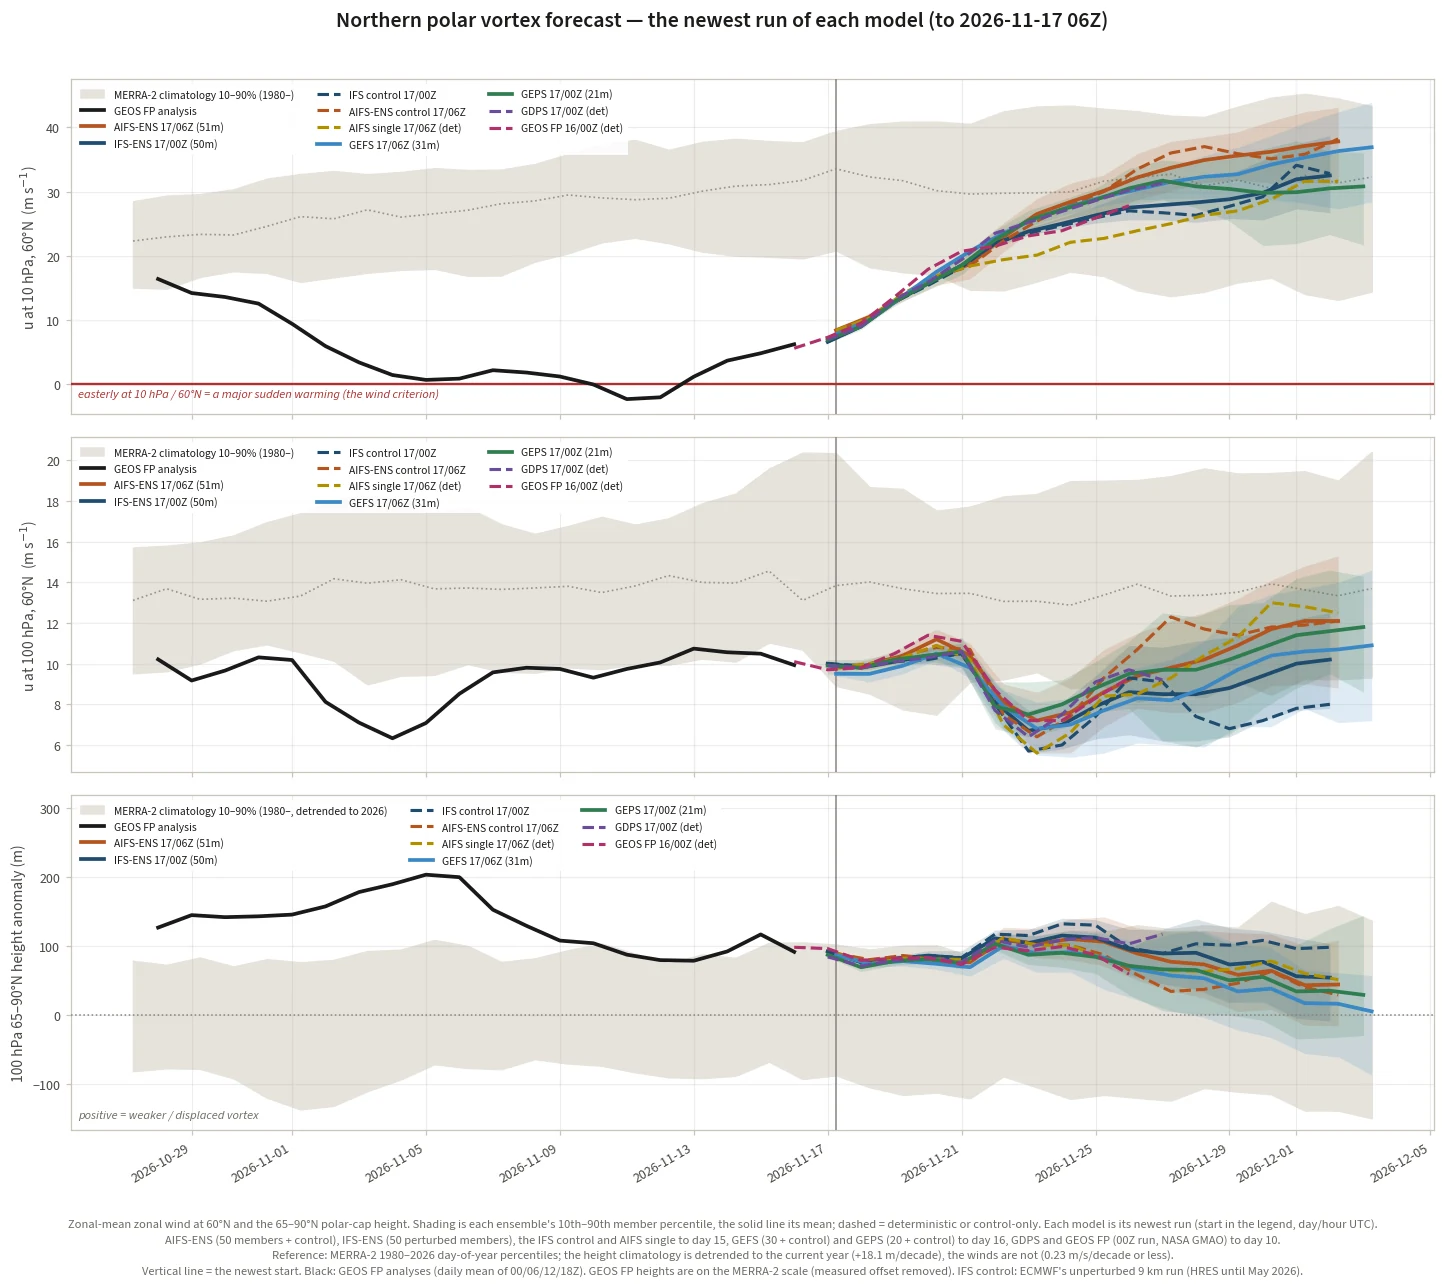 Northern polar vortex forecast — the newest run of each model (to 2026-11-17 06Z)
MERRA-2 climatology 10–90% (1980–)
GEOS FP analysis
AIFS-ENS 17/06Z (51m)
IFS-ENS 17/00Z (50m)
IFS control 17/00Z
AIFS-ENS control 17/06Z
AIFS single 17/06Z (det)
GEFS 17/06Z (31m)
GEPS 17/00Z (21m)
GDPS 17/00Z (det)
GEOS FP 16/00Z (det)
u at 10 hPa, 60°N (m s⁻¹)
40
30
20
10
0
easterly at 10 hPa / 60°N = a major sudden warming (the wind criterion)
MERRA-2 climatology 10–90% (1980–)
GEOS FP analysis
AIFS-ENS 17/06Z (51m)
IFS-ENS 17/00Z (50m)
IFS control 17/00Z
AIFS-ENS control 17/06Z
AIFS single 17/06Z (det)
GEFS 17/06Z (31m)
GEPS 17/00Z (21m)
GDPS 17/00Z (det)
GEOS FP 16/00Z (det)
u at 100 hPa, 60°N (m s⁻¹)
20
18
16
14
12
10
8
6
MERRA-2 climatology 10–90% (1980–, detrended to 2026)
GEOS FP analysis
AIFS-ENS 17/06Z (51m)
IFS-ENS 17/00Z (50m)
IFS control 17/00Z
AIFS-ENS control 17/06Z
AIFS single 17/06Z (det)
GEFS 17/06Z (31m)
GEPS 17/00Z (21m)
GDPS 17/00Z (det)
GEOS FP 16/00Z (det)
100 hPa 65–90°N height anomaly (m)
300
200
100
0
−100
positive = weaker / displaced vortex
2026-10-29
2026-11-01
2026-11-05
2026-11-09
2026-11-13
2026-11-17
2026-11-21
2026-11-25
2026-11-29
2026-12-01
2026-12-05
Zonal-mean zonal wind at 60°N and the 65–90°N polar-cap height. Shading is each ensemble's 10th–90th member percentile, the solid line its mean; dashed = deterministic or control-only. Each model is its newest run (start in the legend, day/hour UTC).
AIFS-ENS (50 members + control), IFS-ENS (50 perturbed members), the IFS control and AIFS single to day 15, GEFS (30 + control) and GEPS (20 + control) to day 16, GDPS and GEOS FP (00Z run, NASA GMAO) to day 10.
Reference: MERRA-2 1980–2026 day-of-year percentiles; the height climatology is detrended to the current year (+18.1 m/decade), the winds are not (0.23 m/s/decade or less).
Vertical line = the newest start. Black: GEOS FP analyses (daily mean of 00/06/12/18Z). GEOS FP heights are on the MERRA-2 scale (measured offset removed). IFS control: ECMWF's unperturbed 9 km run (HRES until May 2026).